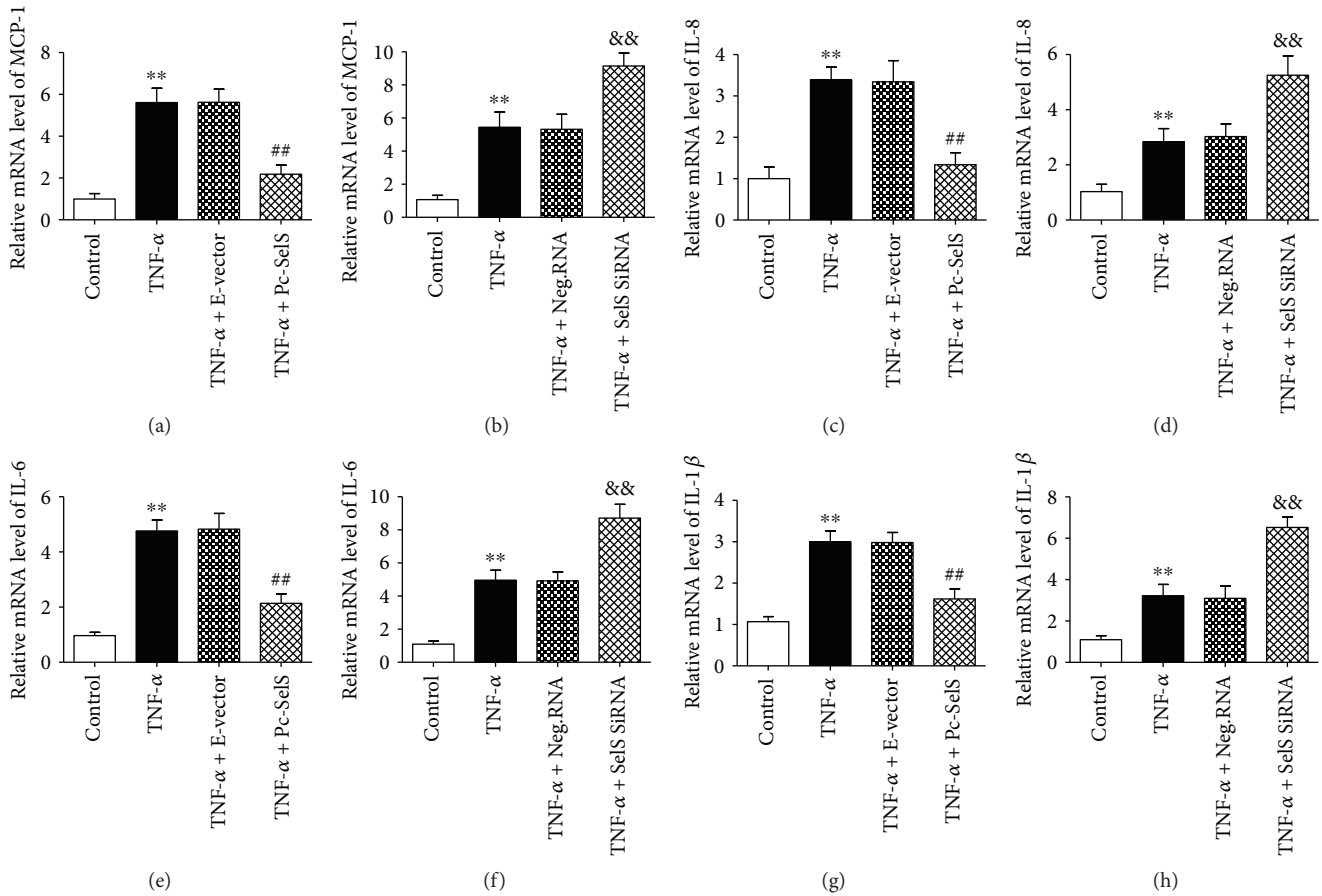 Relative mRNA level of MCP-1
8
6
4
2
0
**
##
Control
TNF-α
TNF-α + E-vector
TNF-α + Pc-SelS
(a)
Relative mRNA level of MCP-1
10
8
6
4
2
0
**
&&
Control
TNF-α
TNF-α + Neg.RNA
TNF-α + SelS SiRNA
(b)
Relative mRNA level of IL-8
4
3
2
1
0
**
##
Control
TNF-α
TNF-α + E-vector
TNF-α + Pc-SelS
(c)
Relative mRNA level of IL-8
6
4
2
0
**
&&
Control
TNF-α
TNF-α + Neg.RNA
TNF-α + SelS SiRNA
(d)
Relative mRNA level of IL-6
6
4
2
0
**
##
Control
TNF-α
TNF-α + E-vector
TNF-α + Pc-SelS
(e)
Relative mRNA level of IL-6
10
8
6
4
2
0
**
&&
Control
TNF-α
TNF-α + Neg.RNA
TNF-α + SelS SiRNA
(f)
Relative mRNA level of IL-1β
4
3
2
1
0
**
##
Control
TNF-α
TNF-α + E-vector
TNF-α + Pc-SelS
(g)
Relative mRNA level of IL-1β
8
6
4
2
0
**
&&
Control
TNF-α
TNF-α + Neg.RNA
TNF-α + SelS SiRNA
(h)